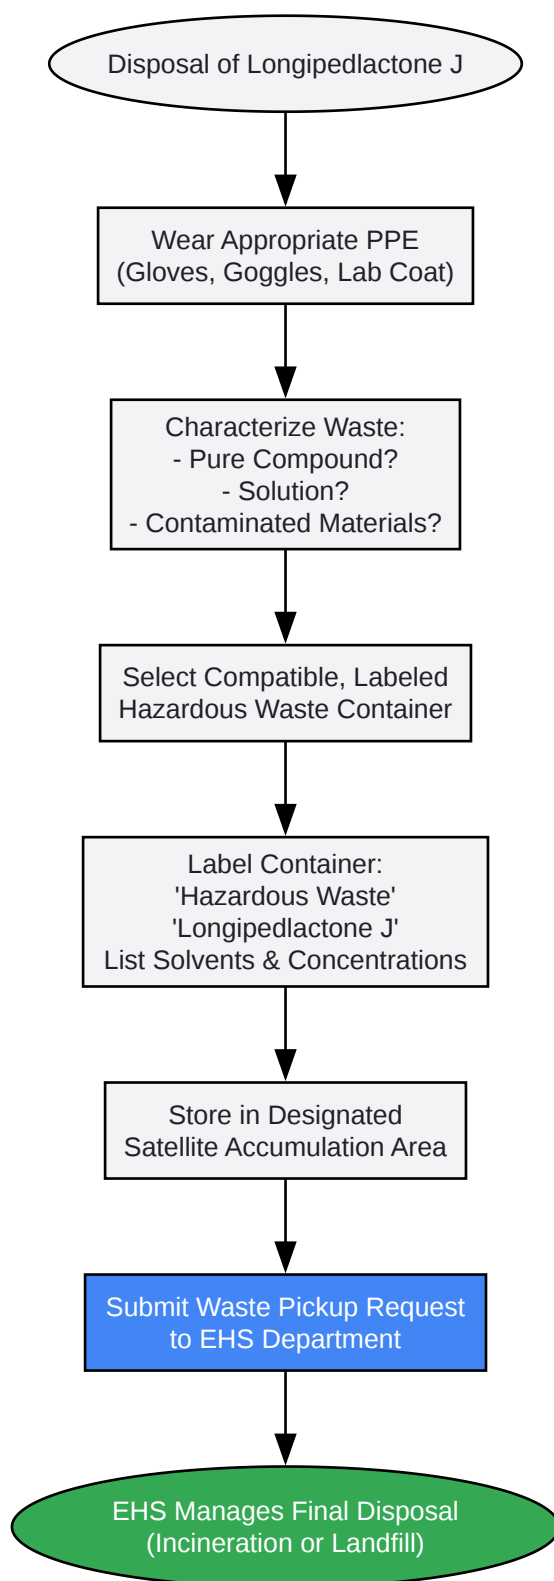 Disposal of Longipedlactone J
Wear Appropriate PPE
(Gloves, Goggles, Lab Coat)
Characterize Waste:
- Pure Compound?
- Solution?
- Contaminated Materials?
Select Compatible, Labeled
Hazardous Waste Container
Label Container:
'Hazardous Waste'
'Longipedlactone J'
List Solvents & Concentrations
Store in Designated
Satellite Accumulation Area
Submit Waste Pickup Request
to EHS Department
EHS Manages Final Disposal
(Incineration or Landfill)